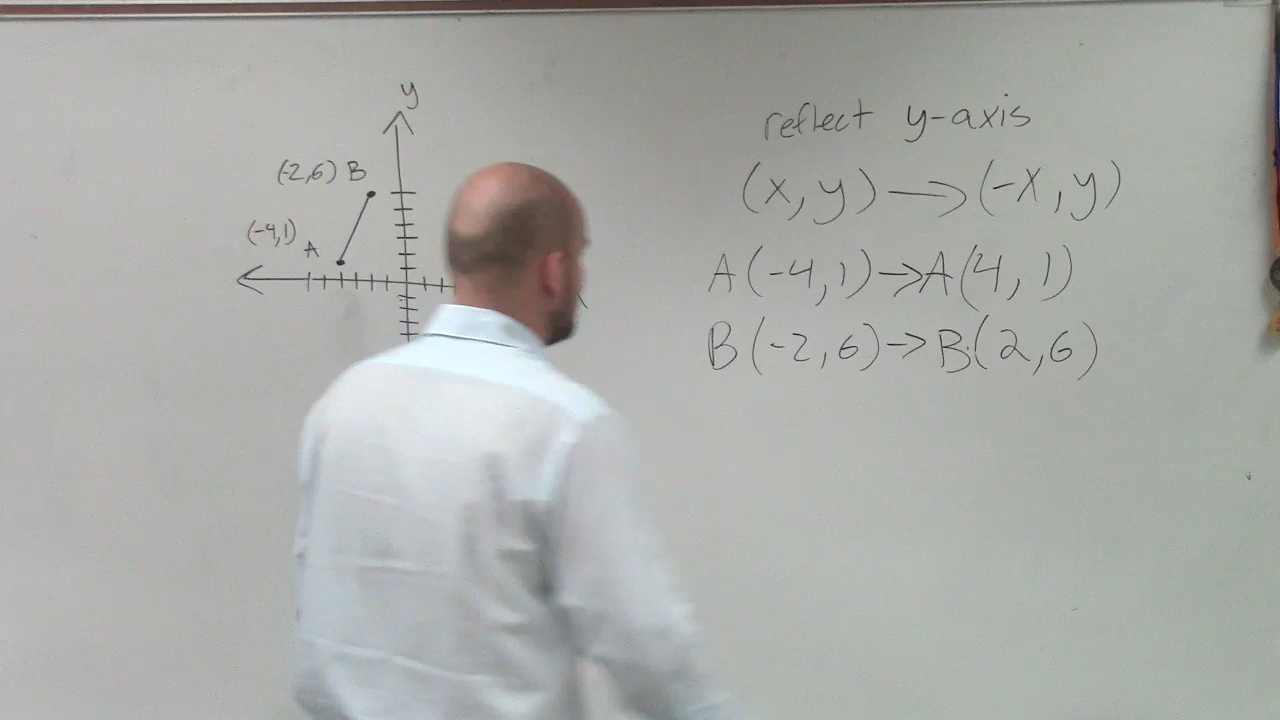 y
(-2,6) B
(-4,1) A
reflect y-axis
(x,y) → (-x,y)
A(-4,1) → A(4,1)
B(-2,6) → B(2,6)